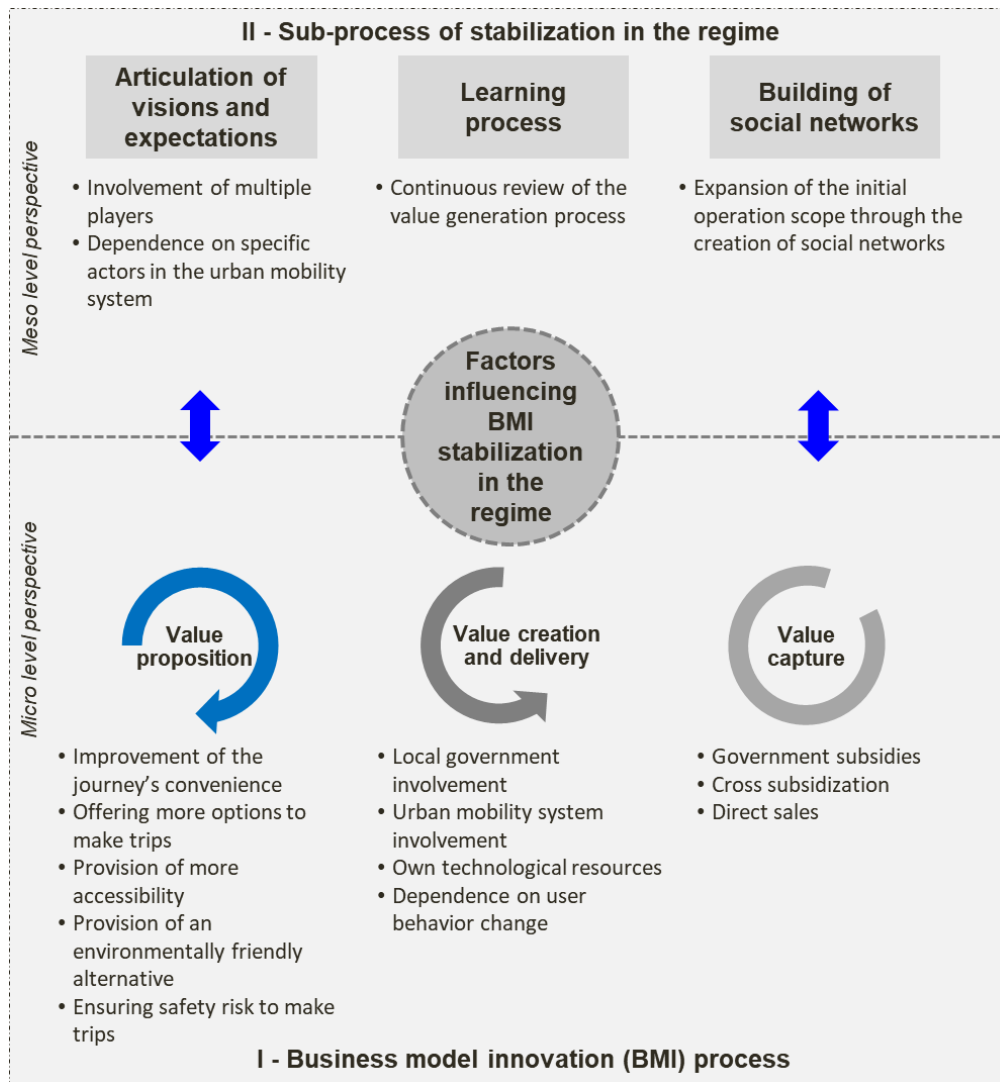 II - Sub-process of stabilization in the regime
Meso level perspective
Articulation of
visions and
expectations
• Involvement of multiple
players
• Dependence on specific
actors in the urban mobility
system
Learning
process
• Continuous review of the
value generation process
Building of
social networks
• Expansion of the initial
operation scope through the
creation of social networks
Factors
influencing
BMI
stabilization
in the
regime
Micro level perspective
Value
proposition
• Improvement of the
journey's convenience
• Offering more options to
make trips
• Provision of more
accessibility
• Provision of an
environmentally friendly
alternative
• Ensuring safety risk to make
trips
Value creation
and delivery
• Local government
involvement
• Urban mobility system
involvement
• Own technological resources
• Dependence on user
behavior change
Value
capture
• Government subsidies
• Cross subsidization
• Direct sales
I - Business model innovation (BMI) process